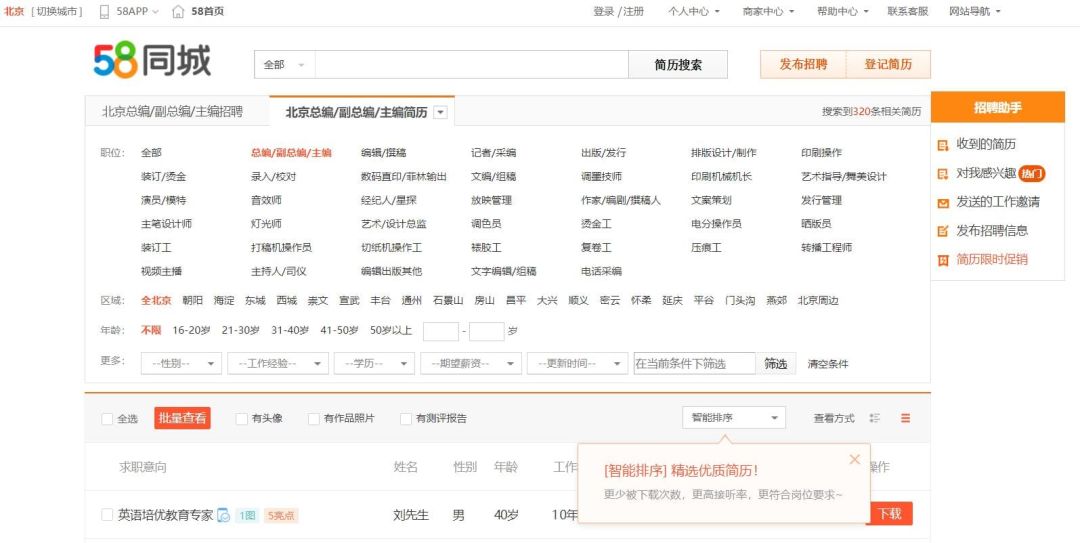 北京 [切换城市] 58APP 58首页 登录 /注册 个人中心 商家中心 帮助中心 联系客服 网站导航
58同城 全部 简历搜索 发布招聘 登记简历
北京总编/副总编/主编招聘 北京总编/副总编/主编简历 搜索到320条相关简历
招聘助手
收到的简历
对我感兴趣 热门
发送的工作邀请
发布招聘信息
简历限时促销
职位： 全部 总编/副总编/主编 编辑/撰稿 记者/采编 出版/发行 排版设计/制作 印刷操作
装订/烫金 录入/校对 数码直印/菲林输出 文编/组稿 调墨技师 印刷机械机长 艺术指导/舞美设计
演员/模特 音效师 经纪人/星探 放映管理 作家/编剧/撰稿人 文案策划 发行管理
主笔设计师 灯光师 艺术/设计总监 调色员 烫金工 电分操作员 晒版员
装订工 打稿机操作员 切纸机操作工 裱胶工 复卷工 压痕工 转播工程师
视频主播 主持人/司仪 编辑出版其他 文字编辑/组稿 电话采编
区域： 全北京 朝阳 海淀 东城 西城 崇文 宣武 丰台 通州 石景山 房山 昌平 大兴 顺义 密云 怀柔 延庆 平谷 门头沟 燕郊 北京周边
年龄： 不限 16-20岁 21-30岁 31-40岁 41-50岁 50岁以上 - 岁
更多： --性别-- --工作经验-- --学历-- --期望薪资-- --更新时间-- 在当前条件下筛选 筛选 清空条件
全选 批量查看 有头像 有作品照片 有测评报告 智能排序 查看方式
求职意向 姓名 性别 年龄 工作 操作
[智能排序] 精选优质简历！
更少被下载次数，更高接听率，更符合岗位要求~
英语培优教育专家 1图 5亮点 刘先生 男 40岁 10年 下载